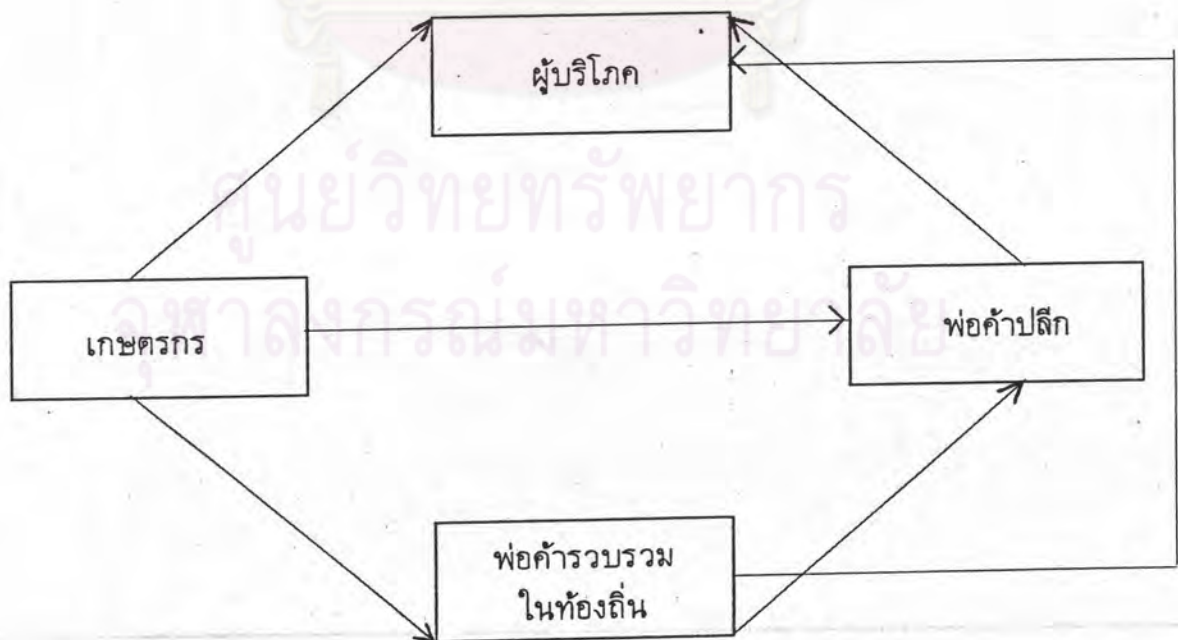 ผู้บริโภค
ศูนย์วิทยทรัพยากร
จุฬาลงกรณ์มหาวิทยาลัย
เกษตรกร
พ่อค้าปลีก
พ่อค้ารวบรวม
ในท้องถิ่น